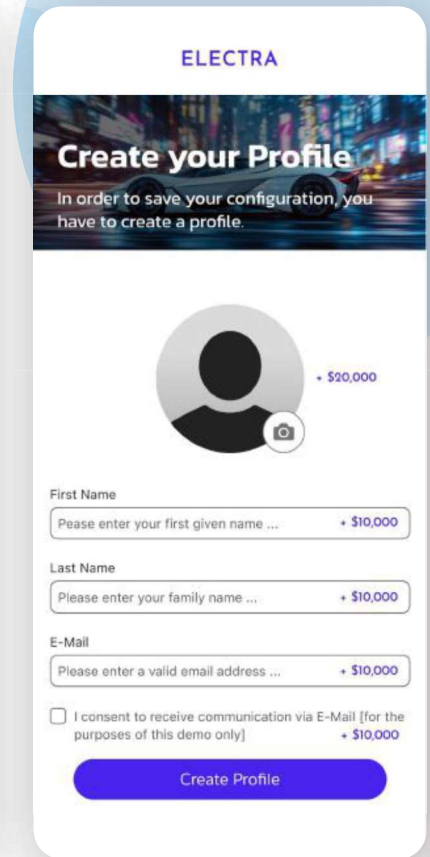 ELECTRA
Create your Profile
In order to save your configuration, you
have to create a profile.
+ $20,000
First Name
Pease enter your first given name ... + $10,000
Last Name
Please enter your family name ... + $10,000
E-Mail
Please enter a valid email address ... + $10,000
I consent to receive communication via E-Mail [for the
purposes of this demo only] + $10,000
Create Profile